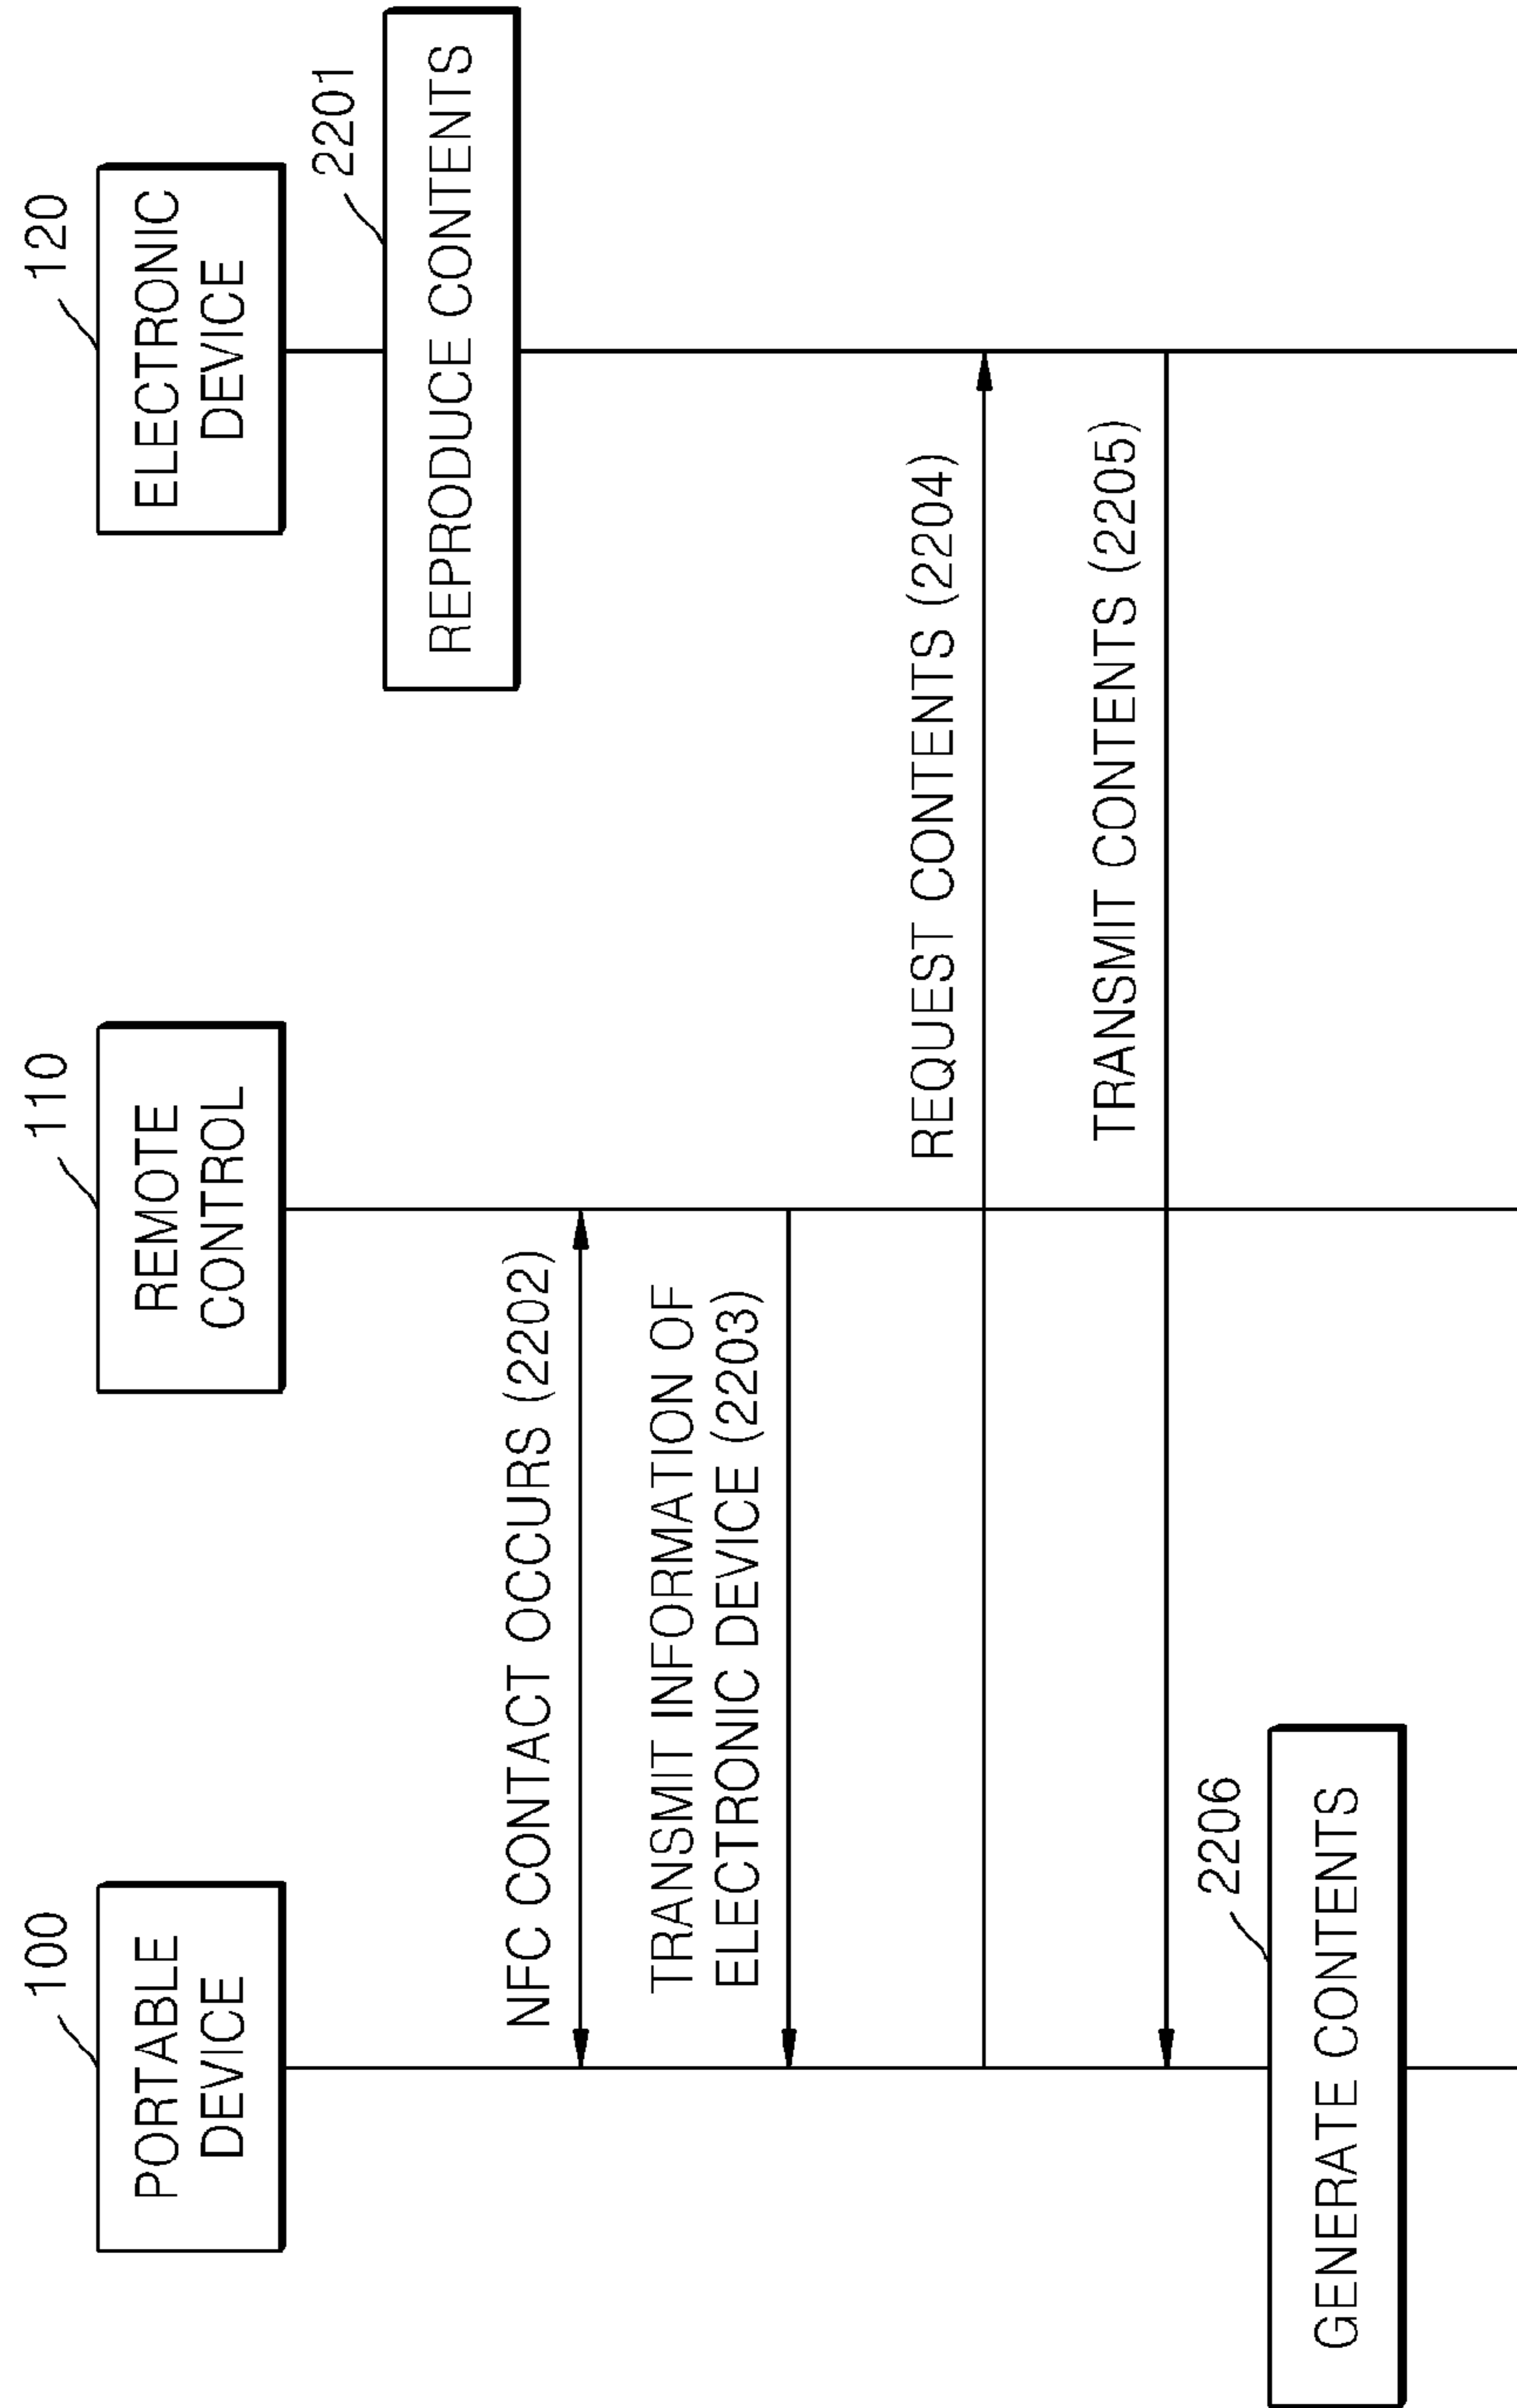 100
PORTABLE
DEVICE
110
REMOTE
CONTROL
120
ELECTRONIC
DEVICE
2201
REPRODUCE CONTENTS
NFC CONTACT OCCURS (2202)
TRANSMIT INFORMATION OF
ELECTRONIC DEVICE (2203)
REQUEST CONTENTS (2204)
TRANSMIT CONTENTS (2205)
2206
GENERATE CONTENTS